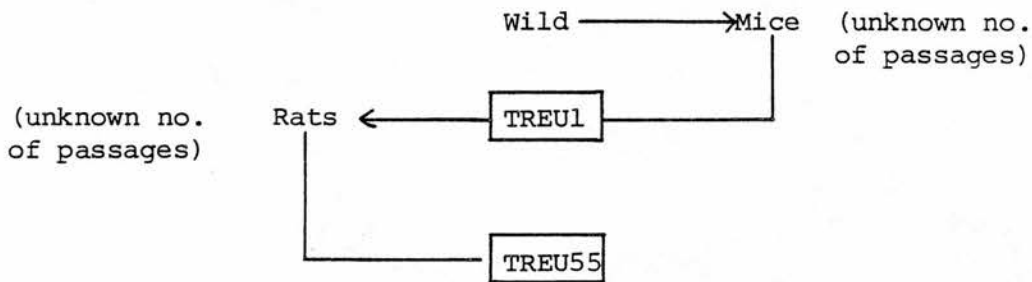 Wild Mice (unknown no.
of passages)
(unknown no. Rats TREU1
of passages)
TREU55